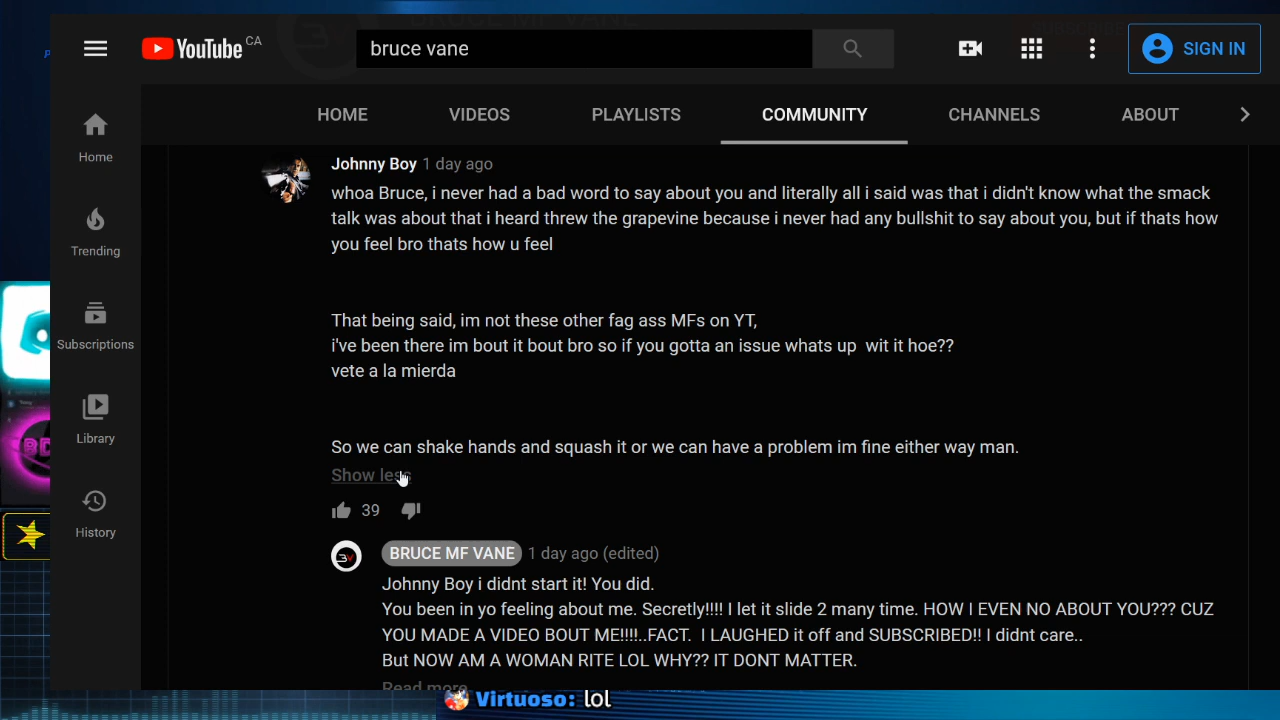 BRUCE MF VANE
YouTube CA
bruce vane
SIGN IN
HOME
VIDEOS
PLAYLISTS
COMMUNITY
CHANNELS
ABOUT
Home
Trending
Subscriptions
Library
History
Johnny Boy 1 day ago
whoa Bruce, i never had a bad word to say about you and literally all i said was that i didn't know what the smack
talk was about that i heard threw the grapevine because i never had any bullshit to say about you, but if thats how
you feel bro thats how u feel
That being said, im not these other fag ass MFs on YT,
i've been there im bout it bout bro so if you gotta an issue whats up wit it hoe??
vete a la mierda
So we can shake hands and squash it or we can have a problem im fine either way man.
Show less
39
BRUCE MF VANE 1 day ago (edited)
Johnny Boy i didnt start it! You did.
You been in yo feeling about me. Secretly!!!! I let it slide 2 many time. HOW I EVEN NO ABOUT YOU??? CUZ
YOU MADE A VIDEO BOUT ME!!!!..FACT. I LAUGHED it off and SUBSCRIBED!! I didnt care..
But NOW AM A WOMAN RITE LOL WHY?? IT DONT MATTER.
Read more
Virtuoso: lol